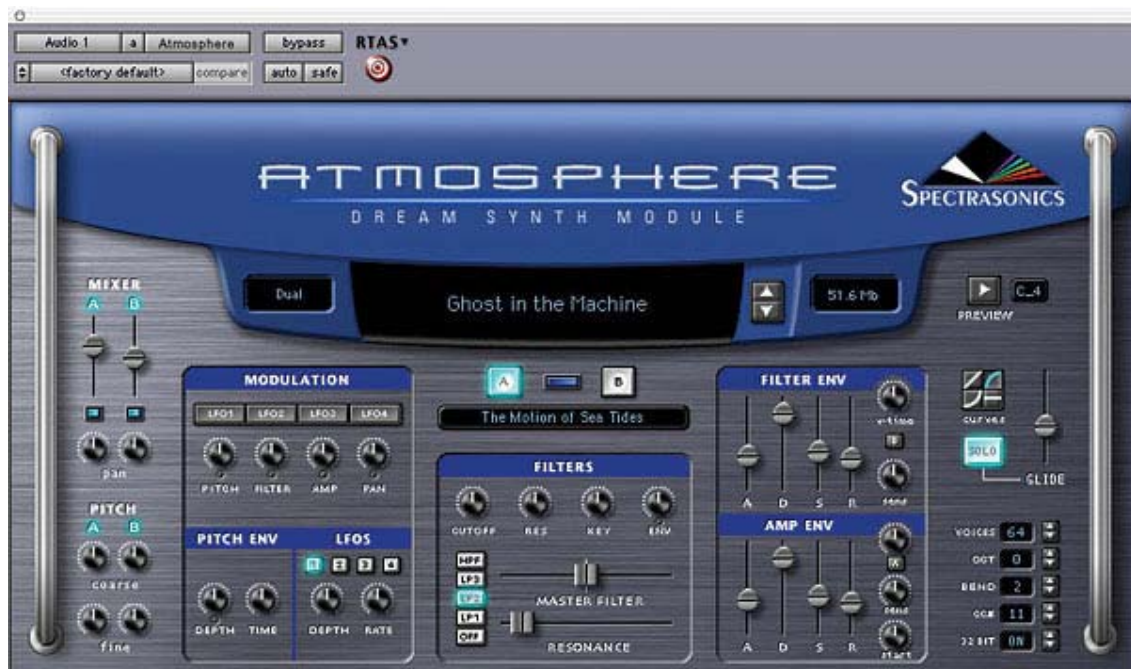 Audio 1 a Atmosphere bypass RTAS
<factory default> compare auto safe
ATMOSPHERE
DREAM SYNTH MODULE
SPECTRASONICS
MIXER
A B
Dual
Ghost in the Machine
51.6 Mb
C_4
PREVIEW
pan
PITCH
A B
coarse
fine
MODULATION
LFO1 LFO2 LFO3 LFO4
PITCH FILTER AMP PAN
PITCH ENV LFOS
1 2 3 4
DEPTH TIME DEPTH RATE
A B
The Motion of Sea Tides
FILTERS
CUTOFF RES KEY ENV
HPF
LP3
LP2
LP1
OFF
MASTER FILTER
RESONANCE
FILTER ENV
v-time
sens
A D S R
AMP ENV
sens
start
A D S R
curves
SOLO
GLIDE
VOICES 64
OCT 0
BEND 2
CC# 11
32 BIT ON